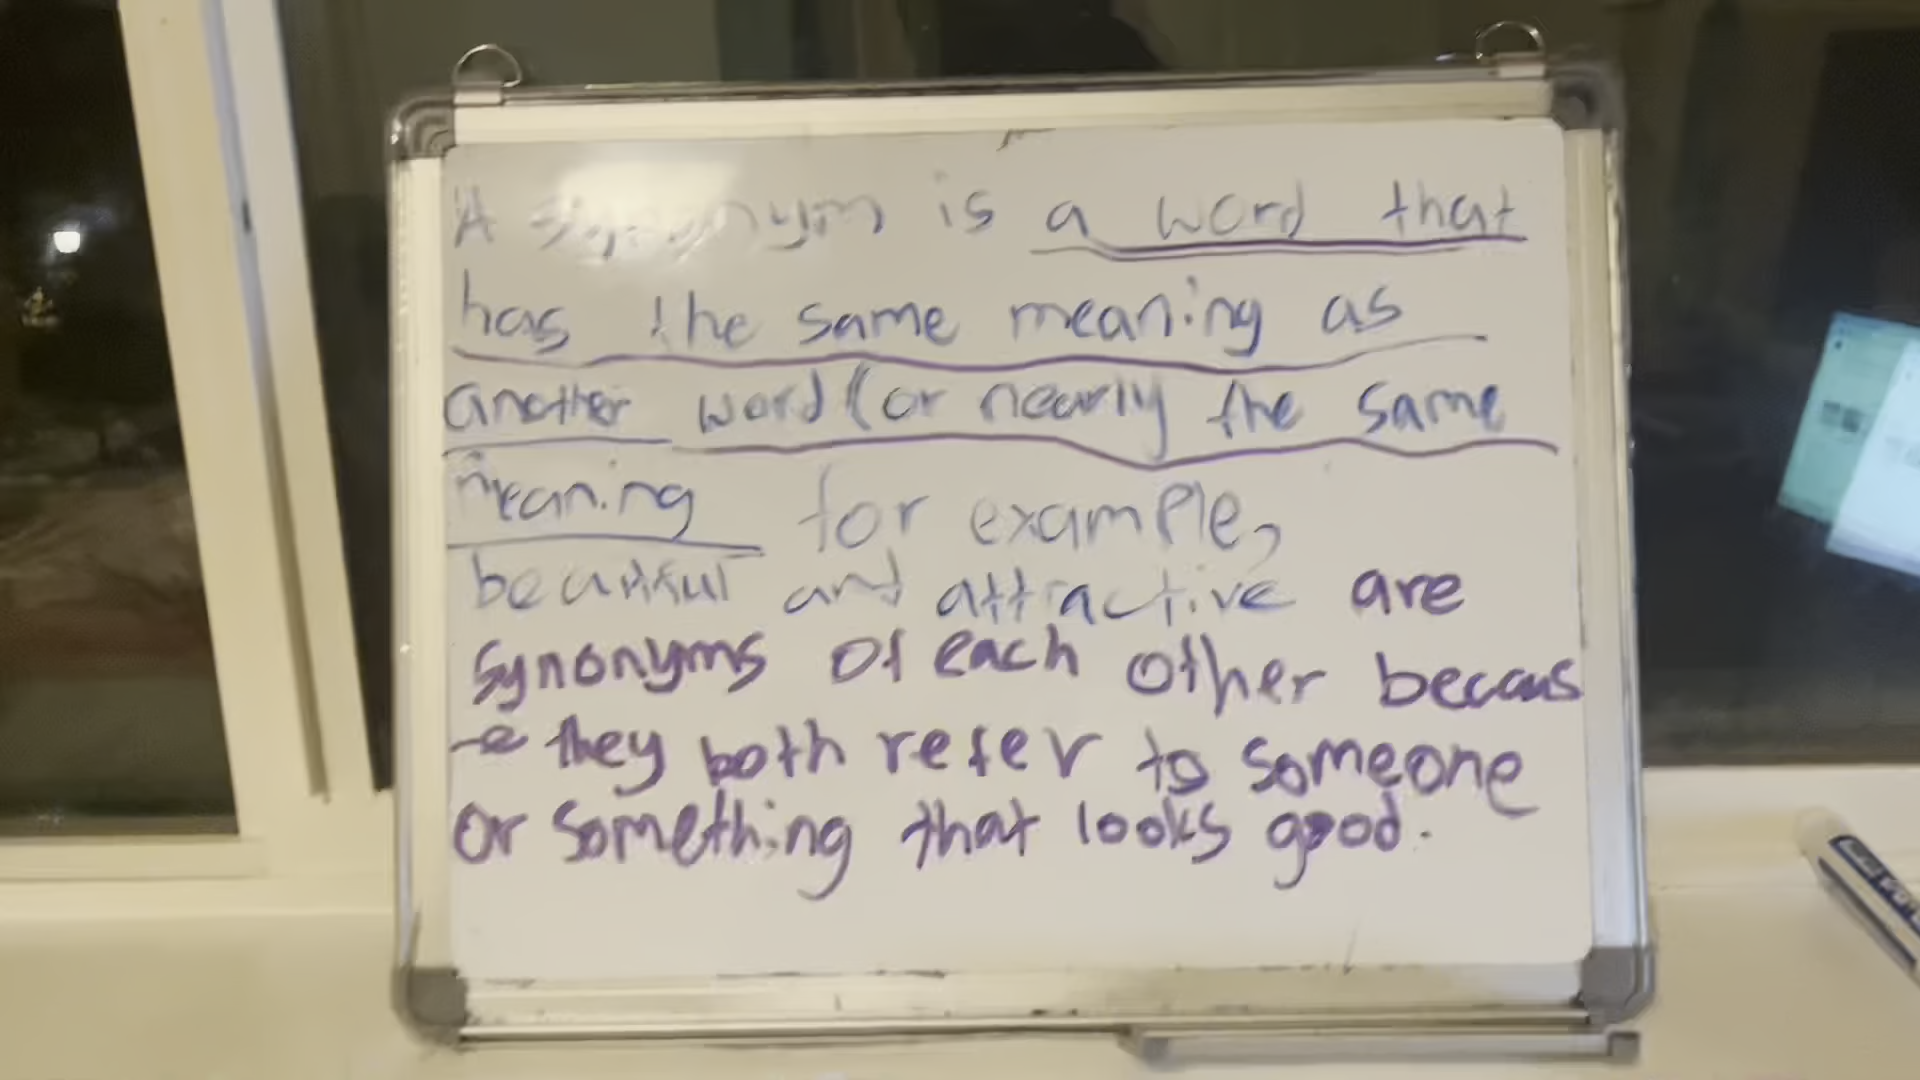 A synonym is a word that
has the same meaning as
another word (or nearly the same
meaning for example,
beautiful and attractive are
synonyms of each other becaus
-e they both refer to someone
or something that looks good.